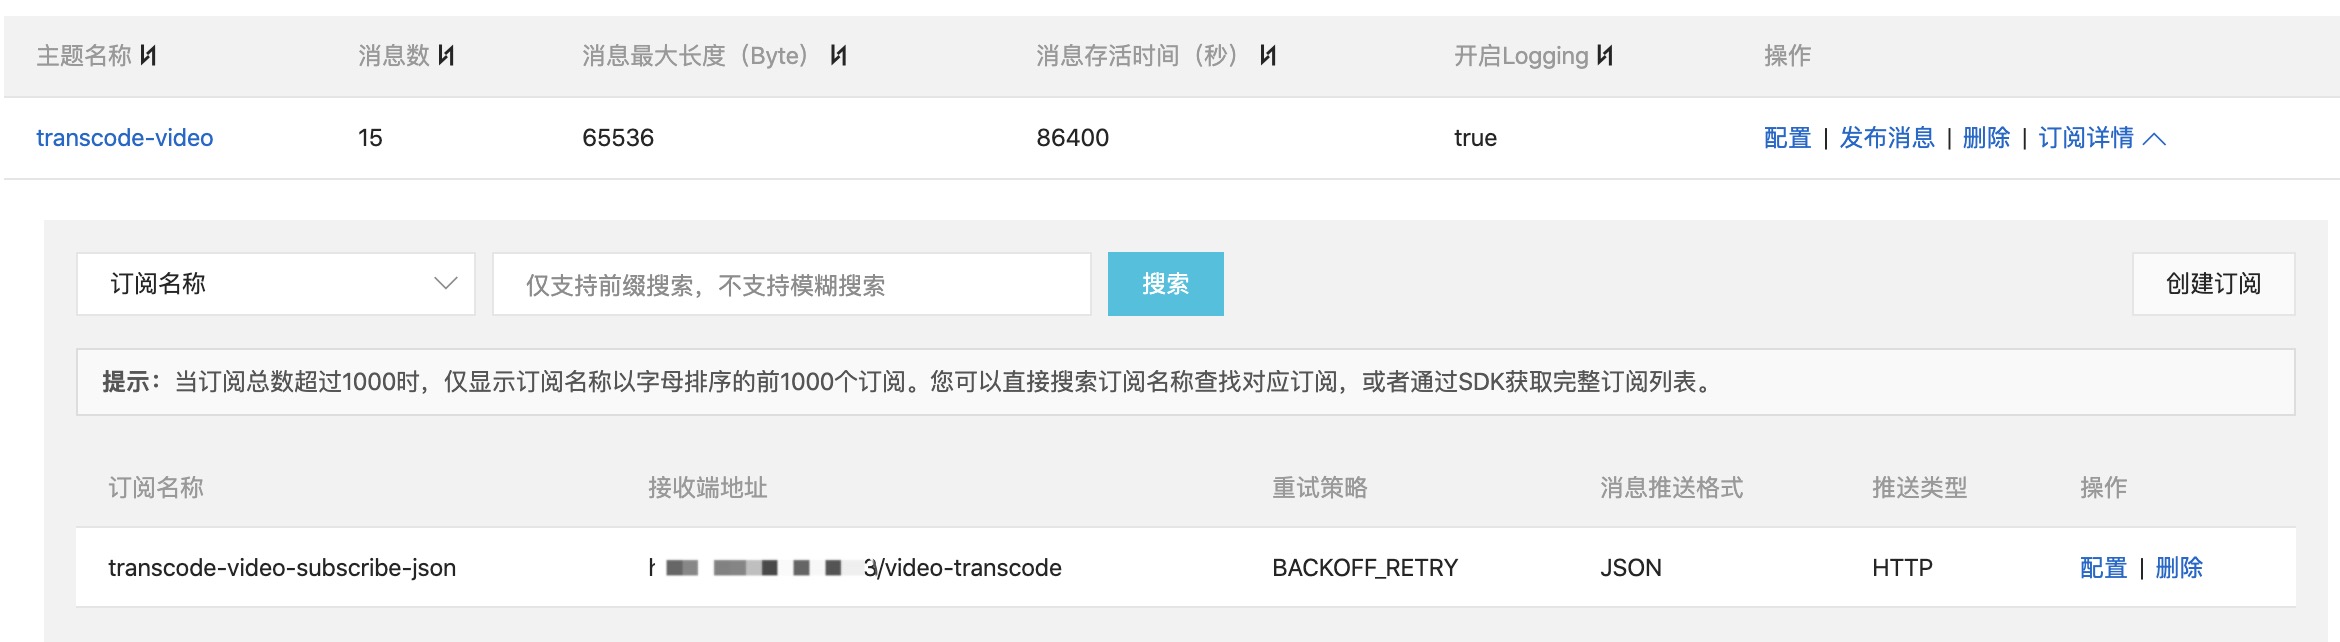 主题名称 消息数 消息最大长度（Byte） 消息存活时间（秒） 开启Logging 操作
transcode-video 15 65536 86400 true 配置 | 发布消息 | 删除 | 订阅详情
订阅名称 仅支持前缀搜索，不支持模糊搜索 搜索 创建订阅
提示：当订阅总数超过1000时，仅显示订阅名称以字母排序的前1000个订阅。您可以直接搜索订阅名称查找对应订阅，或者通过SDK获取完整订阅列表。
订阅名称 接收端地址 重试策略 消息推送格式 推送类型 操作
transcode-video-subscribe-json /video-transcode BACKOFF_RETRY JSON HTTP 配置 | 删除